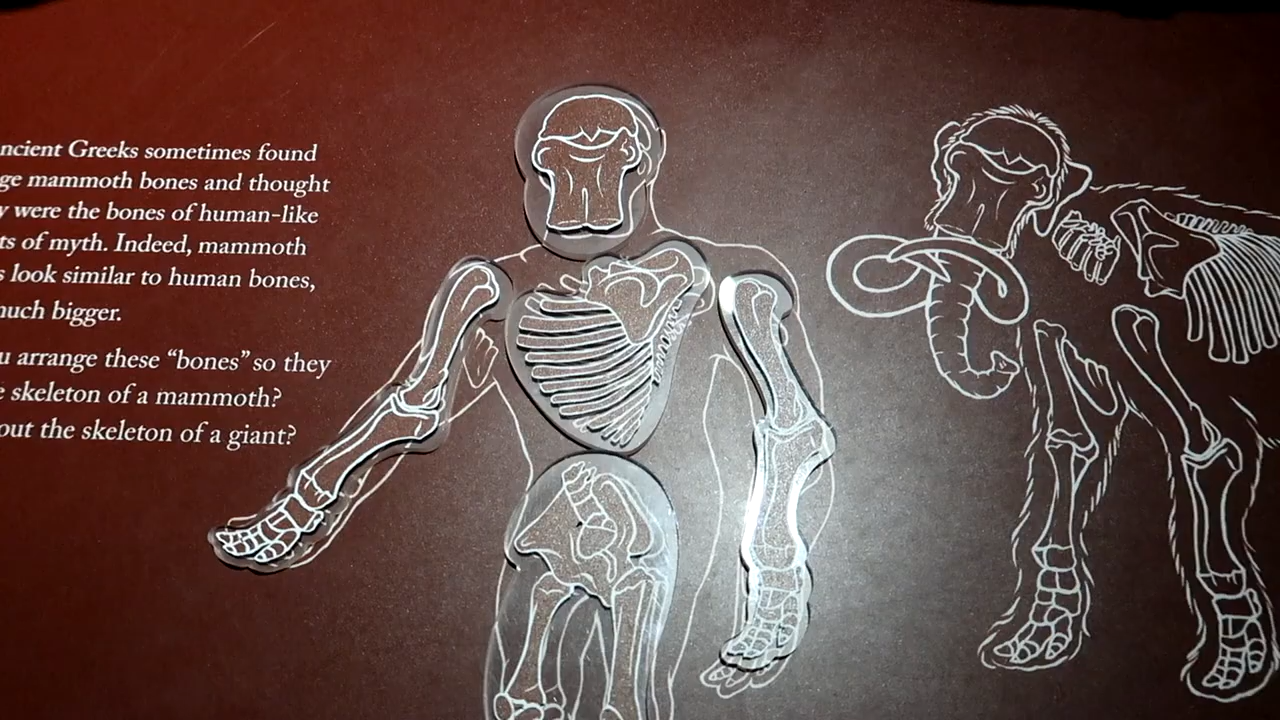 ncient Greeks sometimes found
ge mammoth bones and thought
y were the bones of human-like
ts of myth. Indeed, mammoth
s look similar to human bones,
much bigger.
u arrange these “bones” so they
e skeleton of a mammoth?
out the skeleton of a giant?